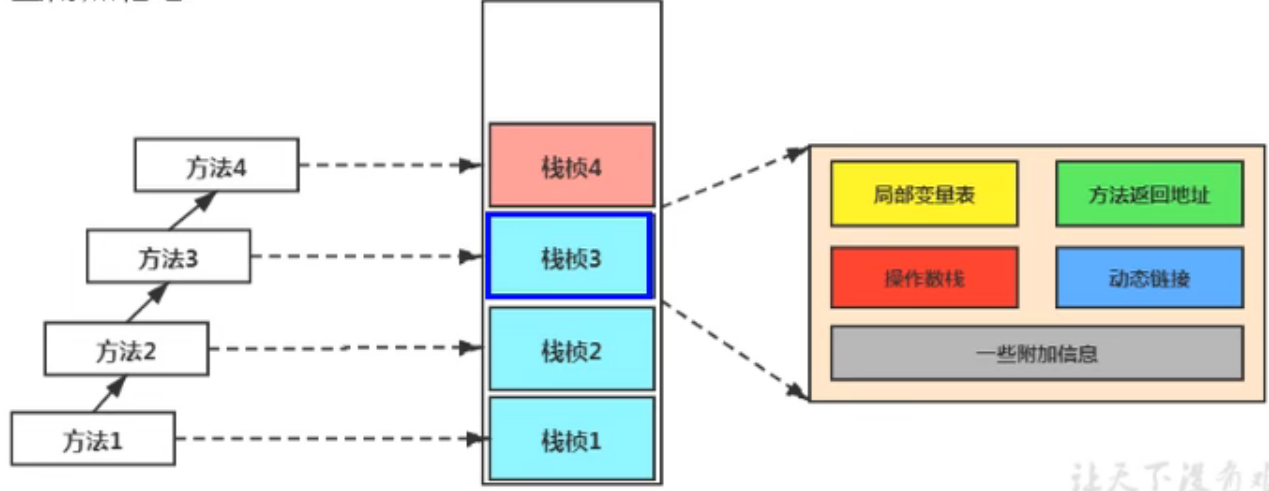 方法4
方法3
方法2
方法1
栈桢4
栈桢3
栈桢2
栈桢1
局部变量表
方法返回地址
操作数栈
动态链接
一些附加信息
让天下没有难